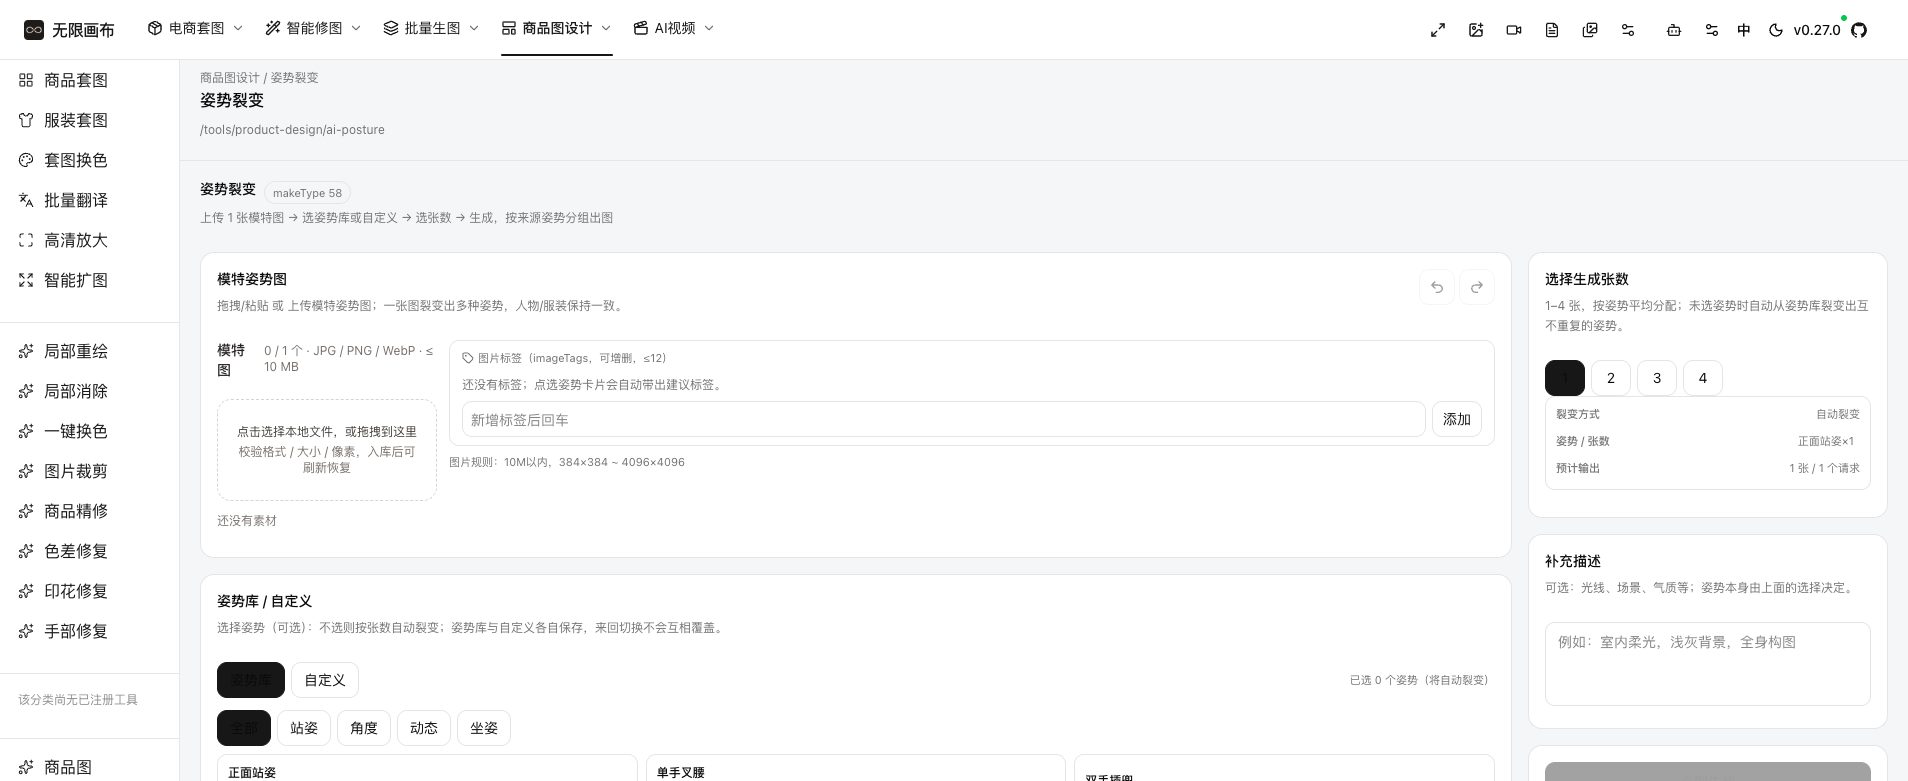 无限画布
电商套图
智能修图
批量生图
商品图设计
AI视频
中
v0.27.0
商品套图
服装套图
套图换色
批量翻译
高清放大
智能扩图
局部重绘
局部消除
一键换色
图片裁剪
商品精修
色差修复
印花修复
手部修复
该分类尚无已注册工具
商品图
商品图设计 / 姿势裂变
姿势裂变
/tools/product-design/ai-posture
姿势裂变 makeType 58
上传 1 张模特图 → 选姿势库或自定义 → 选张数 → 生成，按来源姿势分组出图
模特姿势图
拖拽/粘贴 或 上传模特姿势图；一张图裂变出多种姿势，人物/服装保持一致。
模特
图
0 / 1 个 · JPG / PNG / WebP · ≤
10 MB
点击选择本地文件，或拖拽到这里
校验格式 / 大小 / 像素，入库后可
刷新恢复
还没有素材
图片标签（imageTags，可增删，≤12）
还没有标签；点选姿势卡片会自动带出建议标签。
新增标签后回车
添加
图片规则：10M以内，384×384 ~ 4096×4096
姿势库 / 自定义
选择姿势（可选）：不选则按张数自动裂变；姿势库与自定义各自保存，来回切换不会互相覆盖。
姿势库
自定义
已选 0 个姿势（将自动裂变）
全部
站姿
角度
动态
坐姿
正面站姿
单手叉腰
双手插兜
选择生成张数
1–4 张，按姿势平均分配；未选姿势时自动从姿势库裂变出互
不重复的姿势。
1
2
3
4
裂变方式 自动裂变
姿势 / 张数 正面站姿×1
预计输出 1 张 / 1 个请求
补充描述
可选：光线、场景、气质等；姿势本身由上面的选择决定。
例如：室内柔光，浅灰背景，全身构图